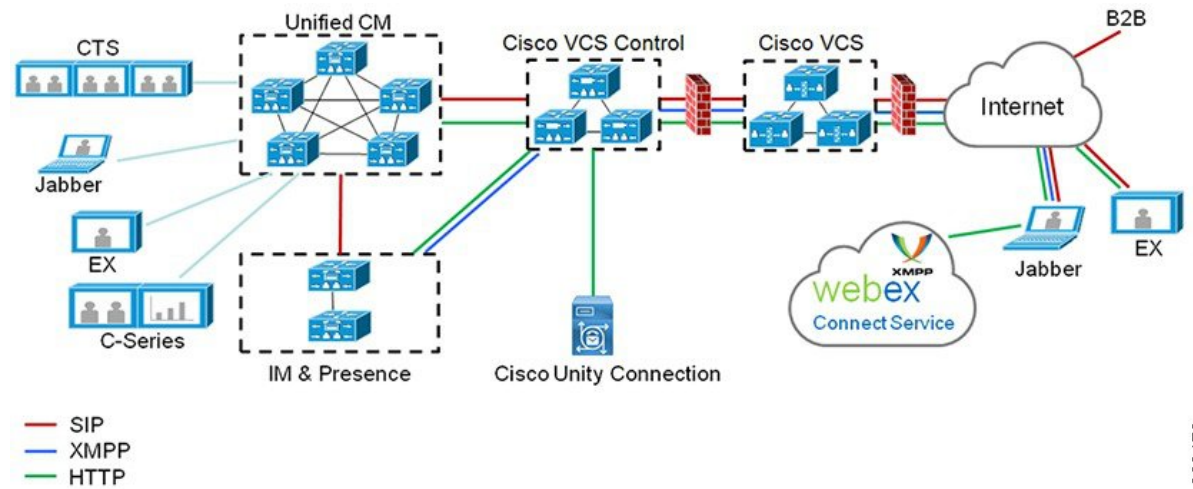 Unified CM
CTS
Cisco VCS Control
Cisco VCS
B2B
Internet
Jabber
EX
C-Series
IM & Presence
Cisco Unity Connection
XMPP
webex
Connect Service
Jabber
EX
SIP
XMPP
HTTP